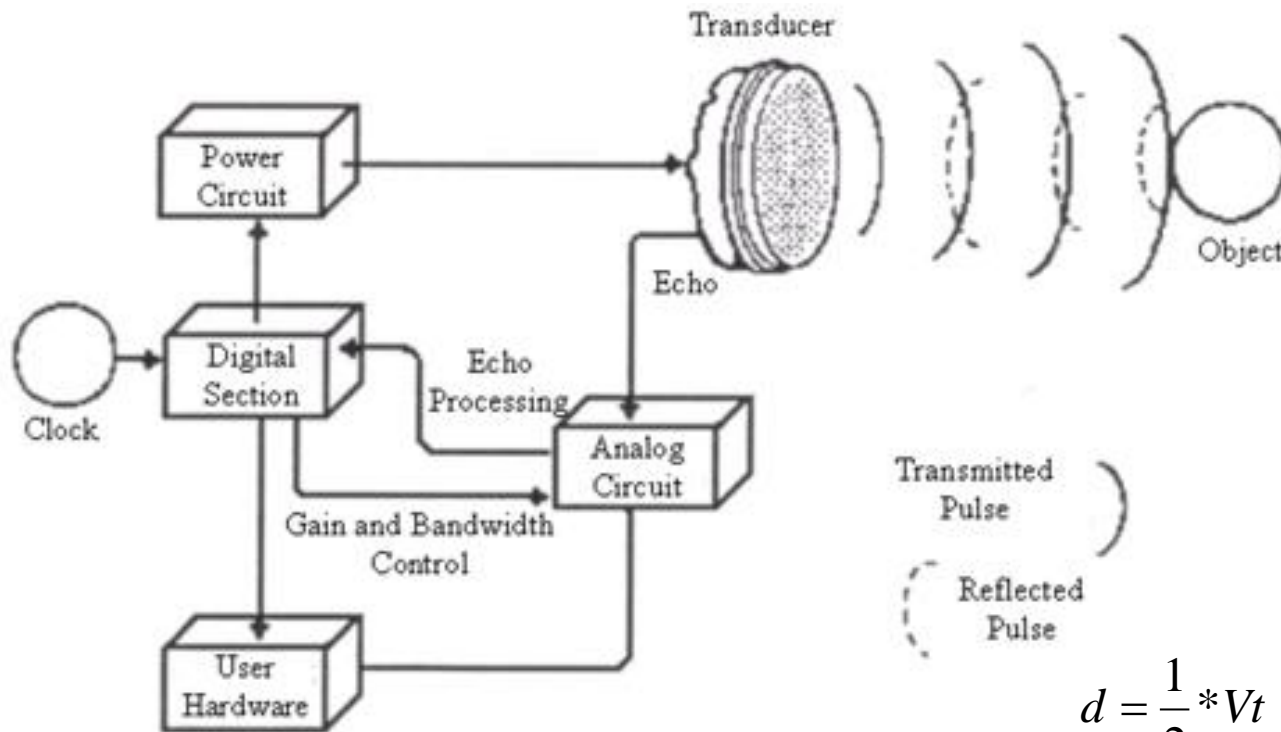 Transducer
Power
Circuit
Object
Echo
Digital
Section
Echo
Processing
Clock
Analog
Circuit
Gain and Bandwidth
Control
Transmitted
Pulse
Reflected
Pulse
User
Hardware
d = 1/2 * Vt